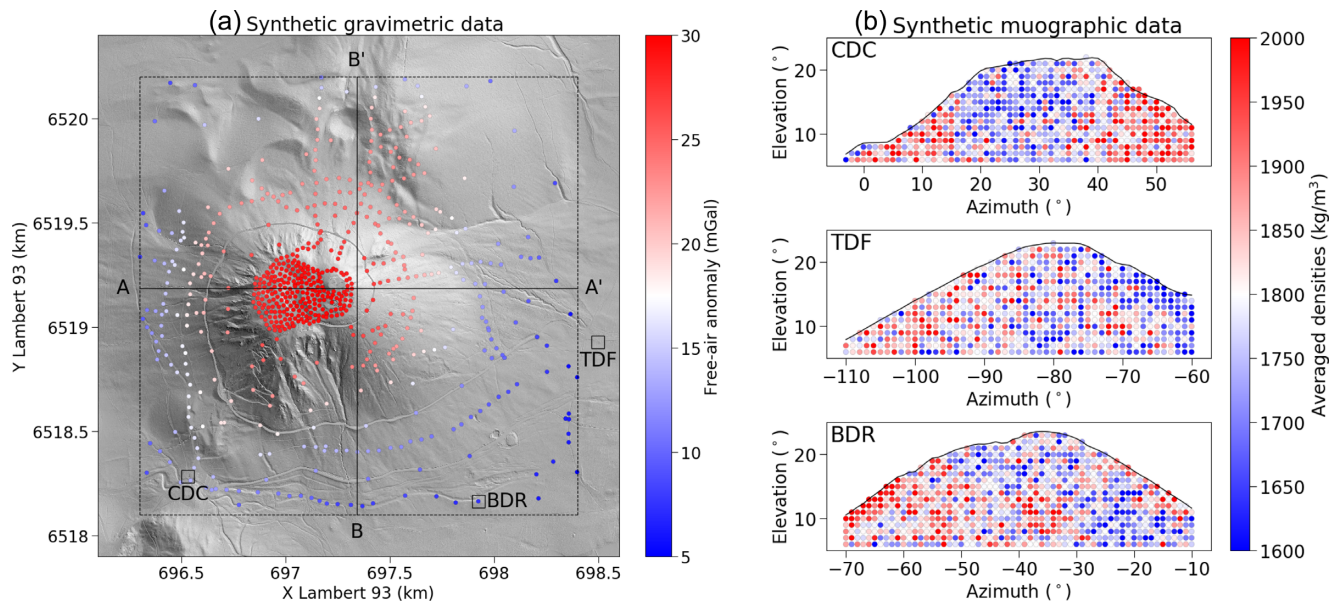 (a) Synthetic gravimetric data
B'
6520
6519.5
6519
6518.5
6518
Y Lambert 93 (km)
A
A'
TDF
CDC
BDR
B
696.5
697
697.5
698
698.5
X Lambert 93 (km)
30
25
20
15
10
5
Free-air anomaly (mGal)
(b) Synthetic muographic data
CDC
20
10
Elevation (°)
0
10
20
30
40
50
Azimuth (°)
TDF
20
10
Elevation (°)
−110
−100
−90
−80
−70
−60
Azimuth (°)
BDR
20
10
Elevation (°)
−70
−60
−50
−40
−30
−20
−10
Azimuth (°)
2000
1950
1900
1850
1800
1750
1700
1650
1600
Averaged densities (kg/m³)